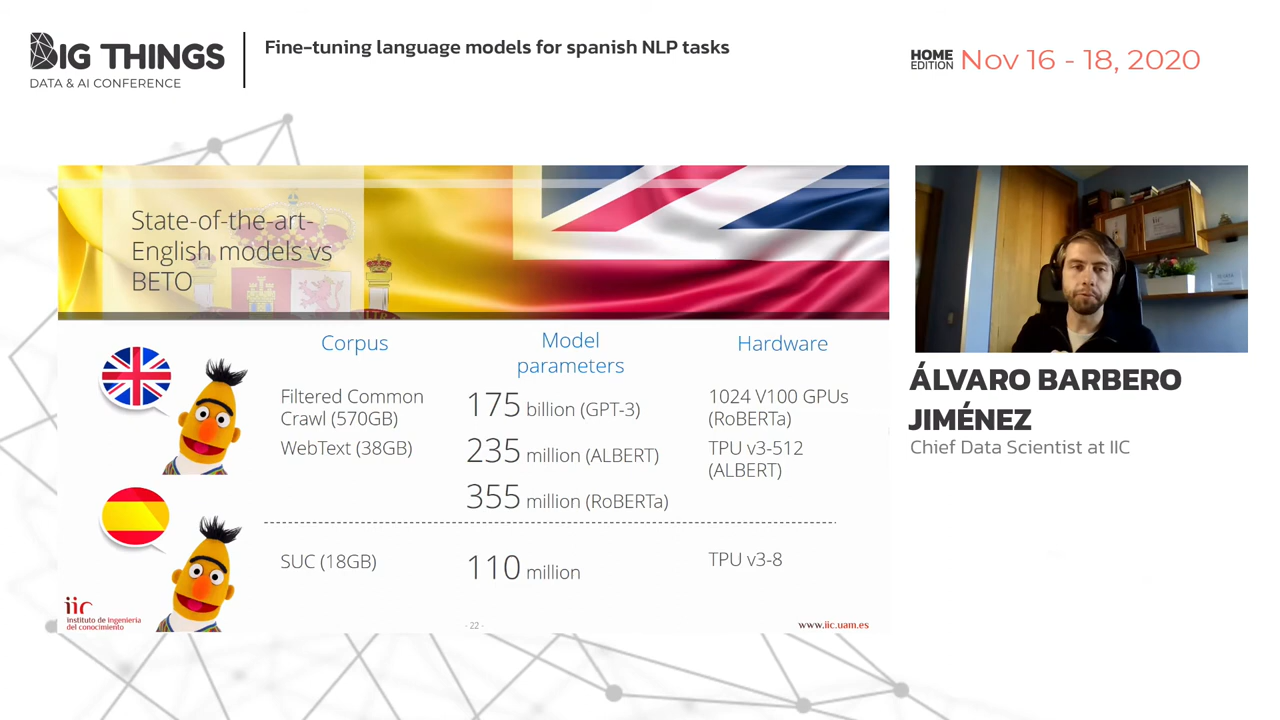 BIG THINGS
DATA & AI CONFERENCE
Fine-tuning language models for spanish NLP tasks
HOME
EDITION
Nov 16 - 18, 2020
State-of-the-art-
English models vs
BETO
Corpus
Model
parameters
Hardware
Filtered Common
Crawl (570GB)
WebText (38GB)
175 billion (GPT-3)
235 million (ALBERT)
355 million (RoBERTa)
1024 V100 GPUs
(RoBERTa)
TPU v3-512
(ALBERT)
SUC (18GB)
110 million
TPU v3-8
iic
instituto de ingeniería
del conocimiento
- 22 -
www.iic.uam.es
ÁLVARO BARBERO
JIMÉNEZ
Chief Data Scientist at IIC